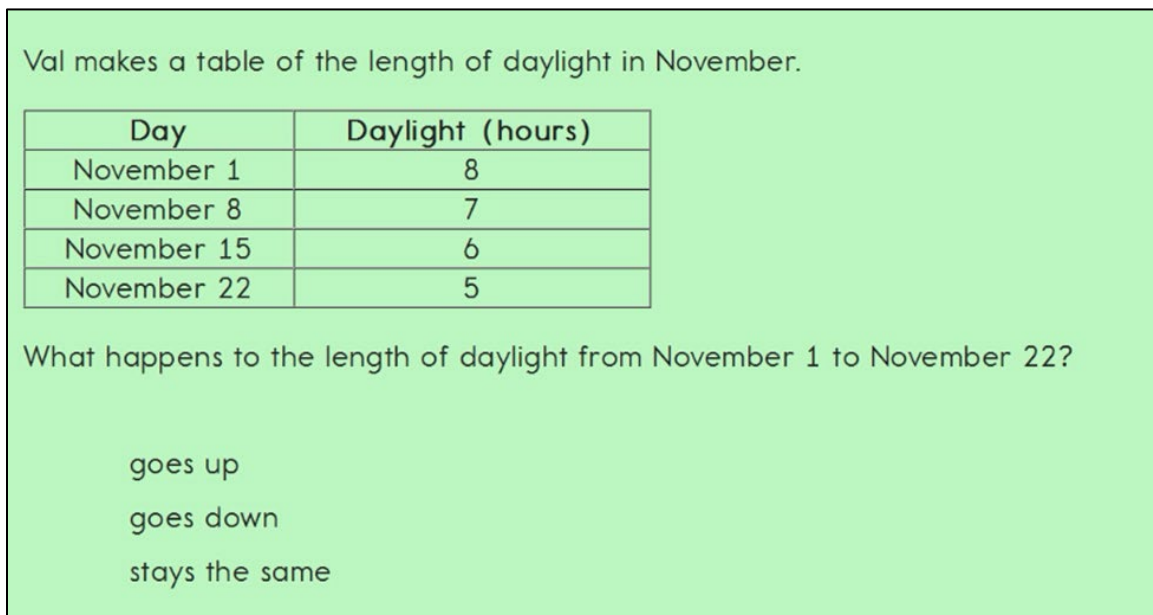 Val makes a table of the length of daylight in November.
Day Daylight (hours)
November 1 8
November 8 7
November 15 6
November 22 5
What happens to the length of daylight from November 1 to November 22?
goes up
goes down
stays the same